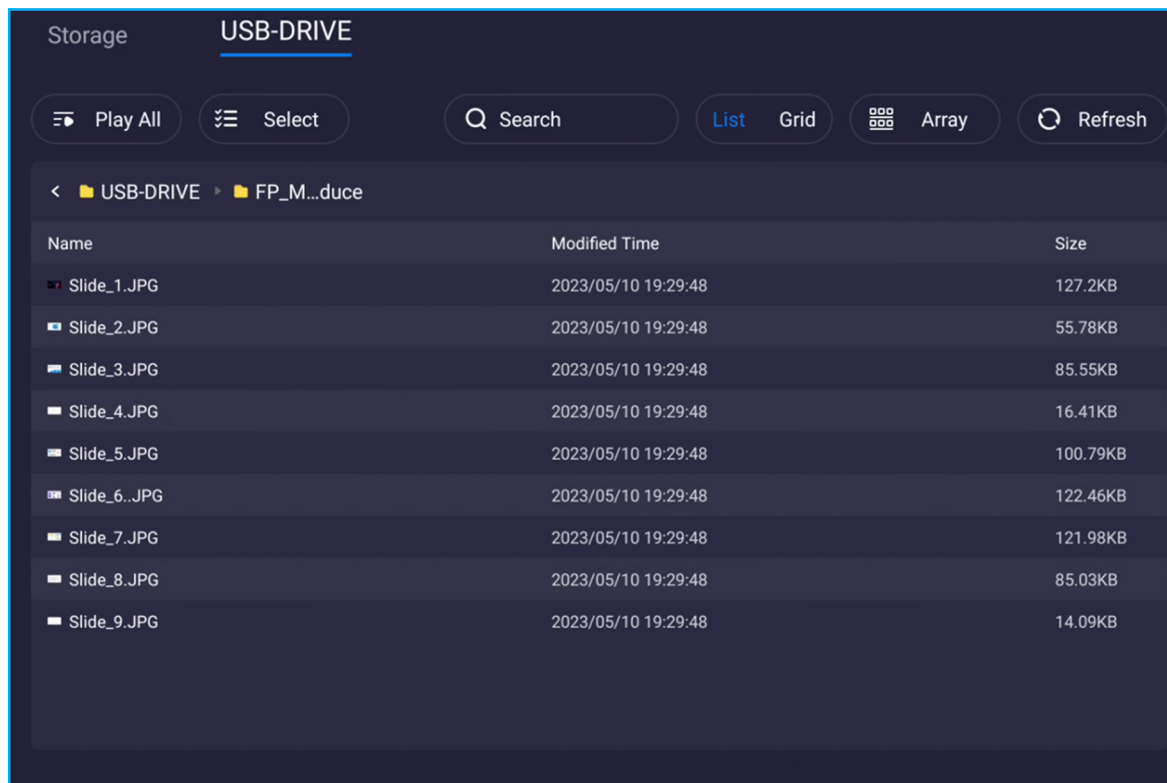 Storage USB-DRIVE
Play All Select Search List Grid Array Refresh
USB-DRIVE FP_M...duce
Name Modified Time Size
Slide_1.JPG 2023/05/10 19:29:48 127.2KB
Slide_2.JPG 2023/05/10 19:29:48 55.78KB
Slide_3.JPG 2023/05/10 19:29:48 85.55KB
Slide_4.JPG 2023/05/10 19:29:48 16.41KB
Slide_5.JPG 2023/05/10 19:29:48 100.79KB
Slide_6..JPG 2023/05/10 19:29:48 122.46KB
Slide_7.JPG 2023/05/10 19:29:48 121.98KB
Slide_8.JPG 2023/05/10 19:29:48 85.03KB
Slide_9.JPG 2023/05/10 19:29:48 14.09KB